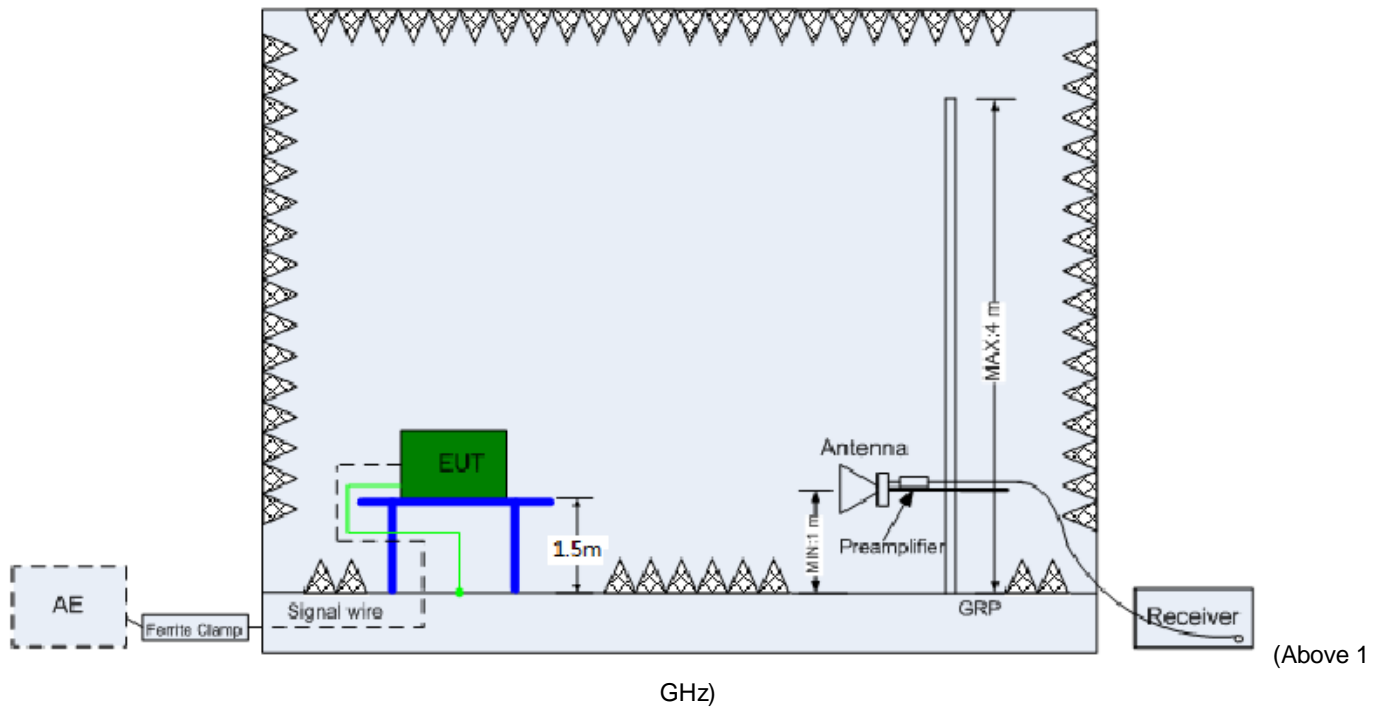 EUT
Antenna
MAX:4 m
MIN:1 m
Preamplifier
1.5m
AE
Ferrite Clamp
Signal wire
GRP
Receiver
(Above 1
GHz)